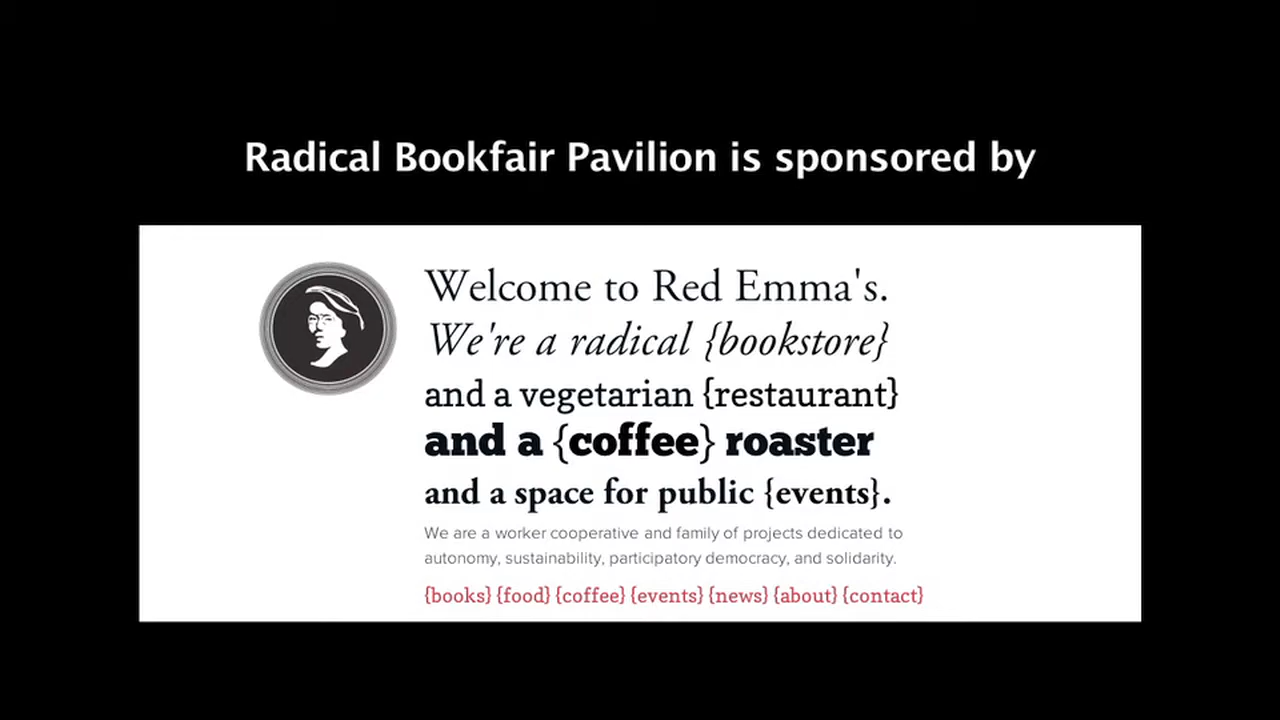 Radical Bookfair Pavilion is sponsored by
Welcome to Red Emma's.
We're a radical {bookstore}
and a vegetarian {restaurant}
and a {coffee} roaster
and a space for public {events}.
We are a worker cooperative and family of projects dedicated to
autonomy, sustainability, participatory democracy, and solidarity.
{books} {food} {coffee} {events} {news} {about} {contact}